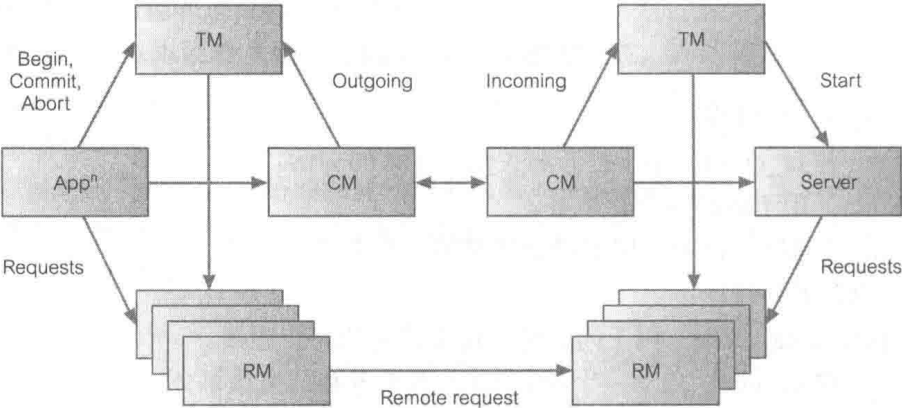 TM
TM
Begin,
Commit,
Abort
Outgoing
Incoming
Start
Appⁿ
CM
CM
Server
Requests
Requests
RM
RM
Remote request